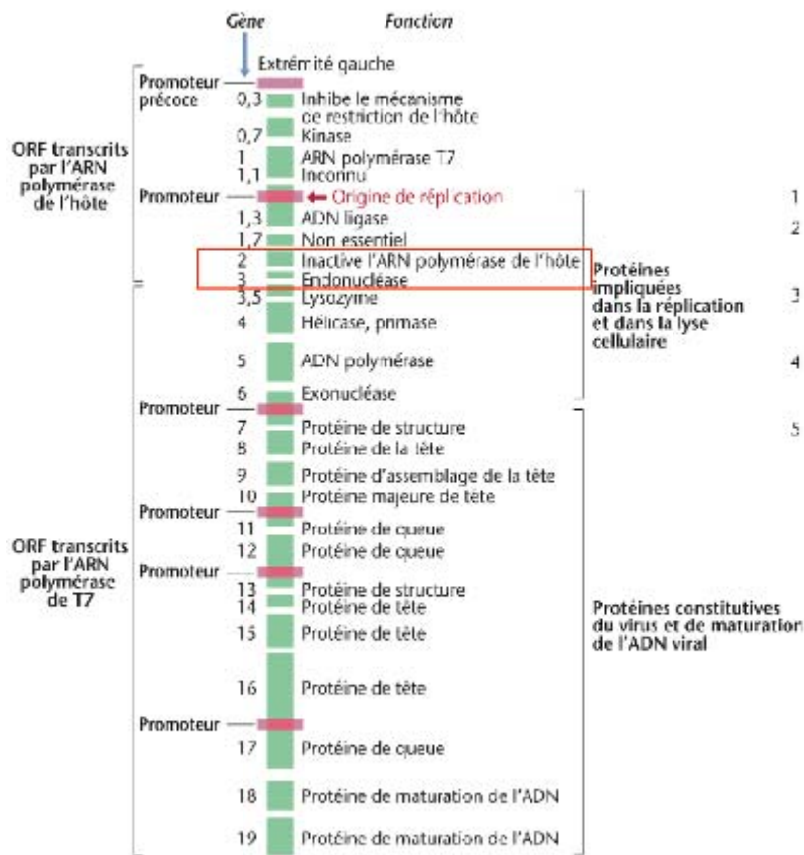 Gène Fonction
Extrémité gauche
Promoteur
précoce
0,3 Inhibe le mécanisme
de restriction de l'hôte
0,7 Kinase
1 ARN polymérase T7
1,1 Inconnu
ORF transcrits
par l'ARN
polymérase
de l'hôte
Promoteur
Origine de réplication
1,3 ADN ligase
1,7 Non essentiel
2 Inactive l'ARN polymérase de l'hôte
3 Endonucléase
3,5 Lysozyme
4 Hélicase, primase
5 ADN polymérase
6 Exonucléase
Protéines
impliquées
dans la réplication
et dans la lyse
cellulaire
1
2
3
4
5
Promoteur
7 Protéine de structure
8 Protéine de la tête
9 Protéine d'assemblage de la tête
10 Protéine majeure de tête
Promoteur
11 Protéine de queue
12 Protéine de queue
ORF transcrits
par l'ARN
polymérase
de T7
Promoteur
13 Protéine de structure
14 Protéine de tête
15 Protéine de tête
16 Protéine de tête
Promoteur
17 Protéine de queue
18 Protéine de maturation de l'ADN
19 Protéine de maturation de l'ADN
Protéines constitutives
du virus et de maturation
de l'ADN viral